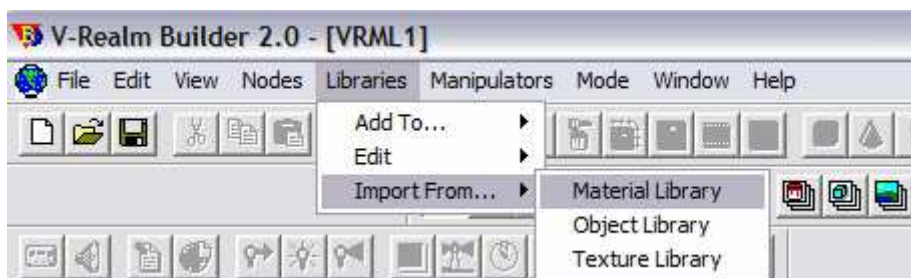 V-Realm Builder 2.0 - [VRML1]
File Edit View Nodes Libraries Manipulators Mode Window Help
Add To...
Edit
Import From... Material Library
Object Library
Texture Library